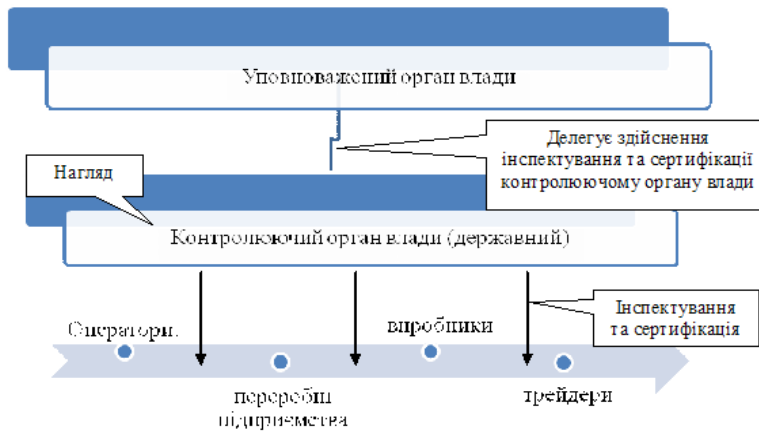 Уповноважений орган влади
Делегує здійснення
інспектування та сертифікації
контролюючому органу влади
Нагляд
Контролюючий орган влади (державний)
Інспектування
та сертифікація
Оператори:
виробники
переробні
підприємства
трейдери